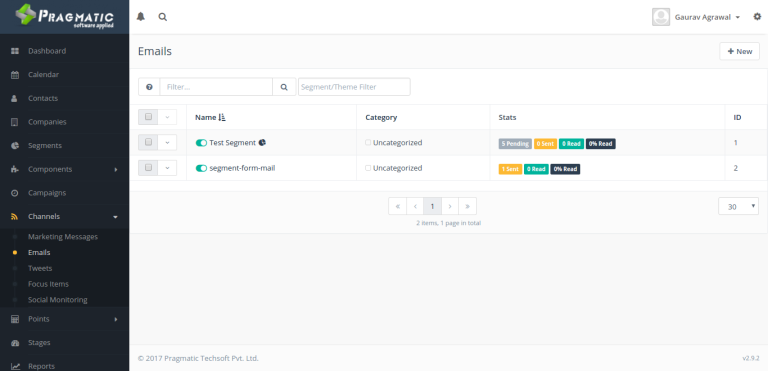 PRAGMATIC
software applied
Gaurav Agrawal
Dashboard
Calendar
Contacts
Companies
Segments
Components
Campaigns
Channels
Marketing Messages
Emails
Tweets
Focus Items
Social Monitoring
Points
Stages
Reports
Emails
+ New
Filter...
Segment/Theme Filter
Name Category Stats ID
Test Segment Uncategorized 5 Pending 0 Sent 0 Read 0% Read 1
segment-form-mail Uncategorized 1 Sent 0 Read 0% Read 2
« ‹ 1 › » 30
2 items, 1 page in total
© 2017 Pragmatic Techsoft Pvt. Ltd. v2.9.2